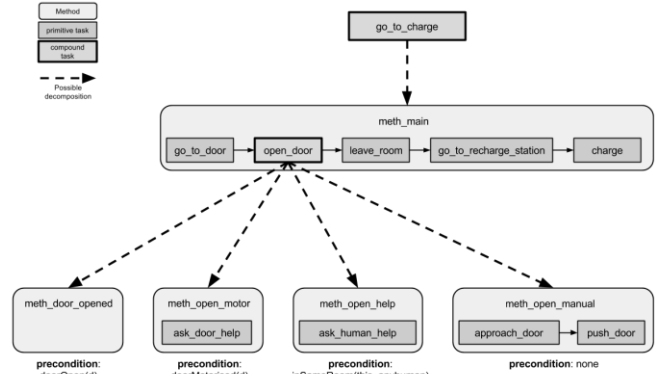 Method
primitive task
compound
task
Possible
decomposition
go_to_charge
meth_main
go_to_door open_door leave_room go_to_recharge_station charge
meth_door_opened meth_open_motor meth_open_help meth_open_manual
ask_door_help ask_human_help approach_door push_door
precondition: precondition: precondition: precondition: none